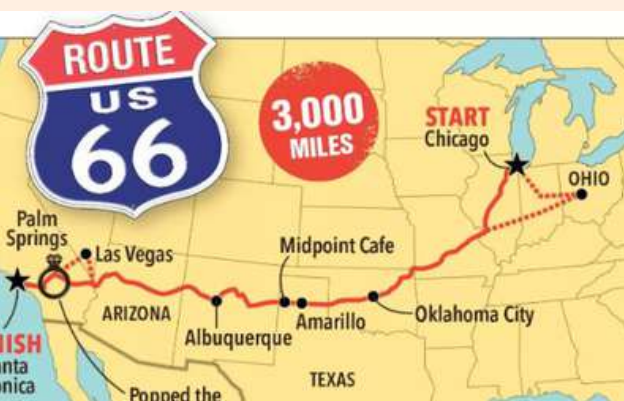 ROUTE
US
66
3,000
MILES
START
Chicago
OHIO
Palm
Springs
Las Vegas
Midpoint Cafe
ARIZONA
Albuquerque
Amarillo
Oklahoma City
TEXAS
Popped the